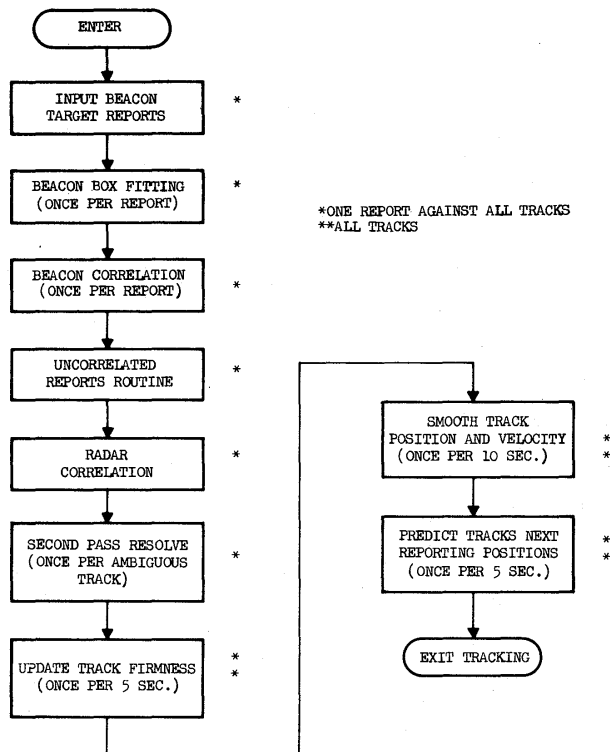 ENTER
INPUT BEACON
TARGET REPORTS
*
BEACON BOX FITTING
(ONCE PER REPORT)
*
*ONE REPORT AGAINST ALL TRACKS
**ALL TRACKS
BEACON CORRELATION
(ONCE PER REPORT)
*
UNCORRELATED
REPORTS ROUTINE
*
RADAR
CORRELATION
*
SECOND PASS RESOLVE
(ONCE PER AMBIGUOUS
TRACK)
*
UPDATE TRACK FIRMNESS
(ONCE PER 5 SEC.)
*
*
SMOOTH TRACK
POSITION AND VELOCITY
(ONCE PER 10 SEC.)
*
*
PREDICT TRACKS NEXT
REPORTING POSITIONS
(ONCE PER 5 SEC.)
*
*
EXIT TRACKING